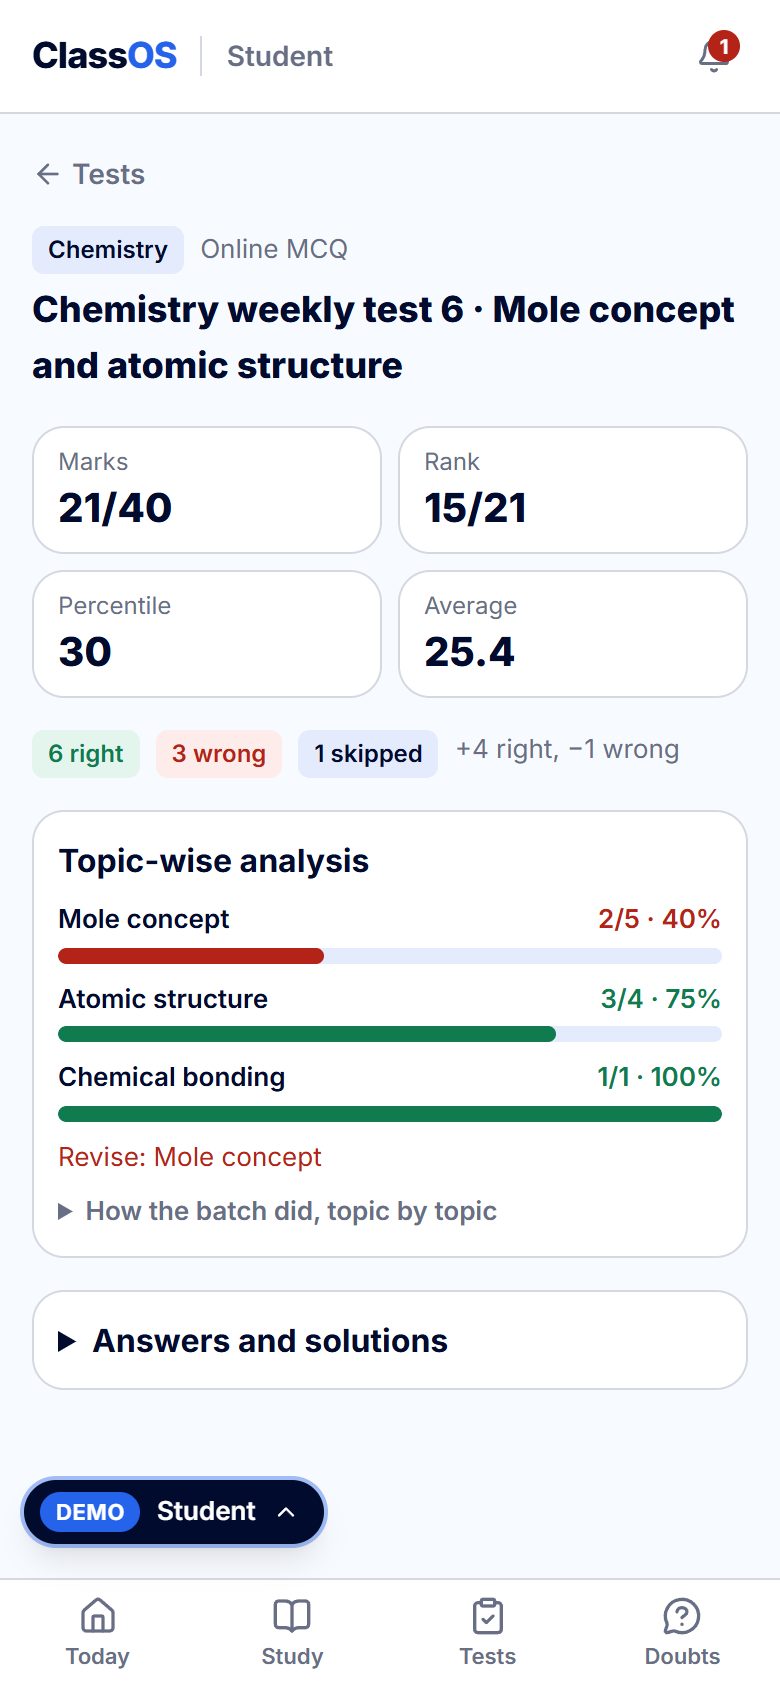 ClassOS
Student
1
Tests
Chemistry
Online MCQ
Chemistry weekly test 6 · Mole concept
and atomic structure
Marks
21/40
Rank
15/21
Percentile
30
Average
25.4
6 right
3 wrong
1 skipped
+4 right, −1 wrong
Topic-wise analysis
Mole concept
2/5 · 40%
Atomic structure
3/4 · 75%
Chemical bonding
1/1 · 100%
Revise: Mole concept
How the batch did, topic by topic
Answers and solutions
DEMO
Student
Today
Study
Tests
Doubts